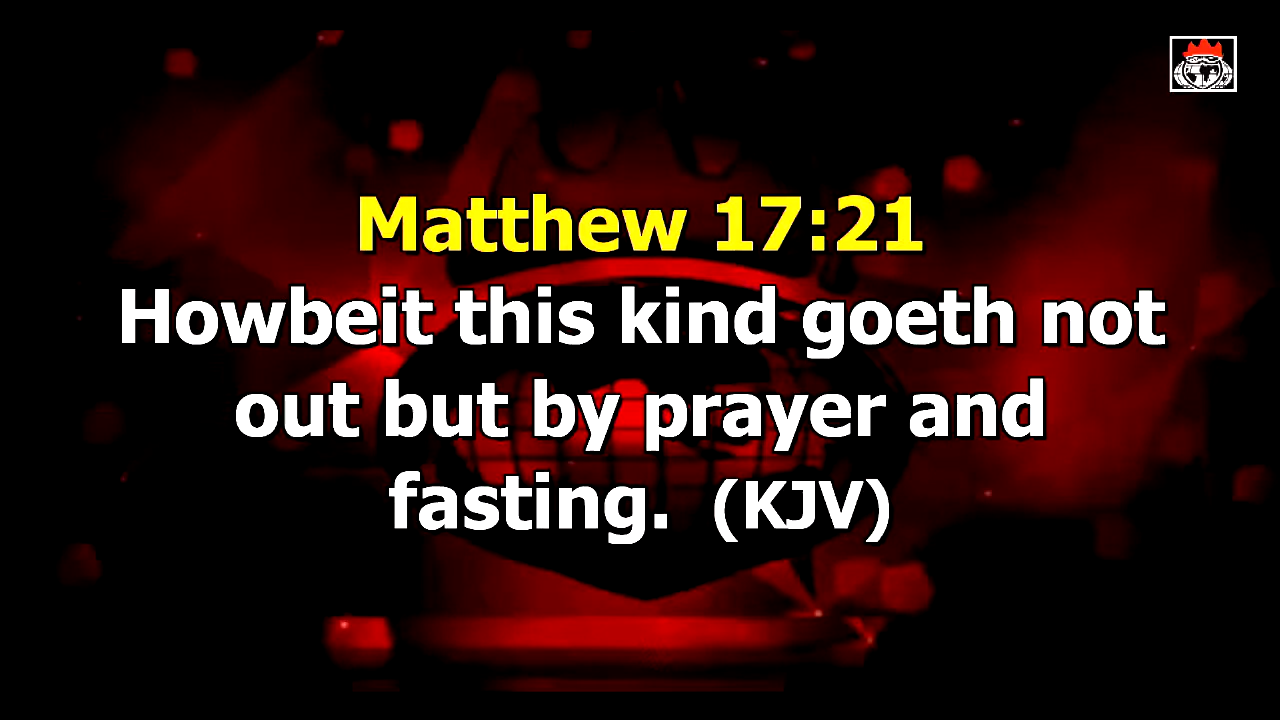 Matthew 17:21
Howbeit this kind goeth not
out but by prayer and
fasting.  (KJV)